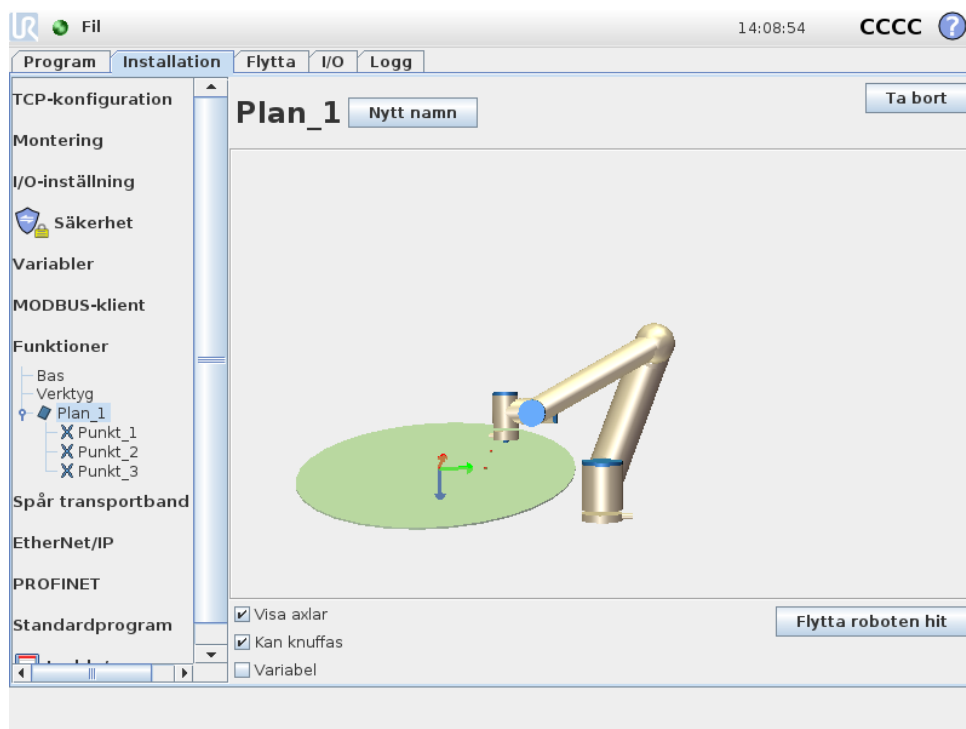 UR Fil 14:08:54 CCCC ?
Program Installation Flytta I/O Logg
TCP-konfiguration
Montering
I/O-inställning
Säkerhet
Variabler
MODBUS-klient
Funktioner
Bas
Verktyg
Plan_1
Punkt_1
Punkt_2
Punkt_3
Spår transportband
EtherNet/IP
PROFINET
Standardprogram
Plan_1 Nytt namn Ta bort
Visa axlar
Kan knuffas
Variabel
Flytta roboten hit